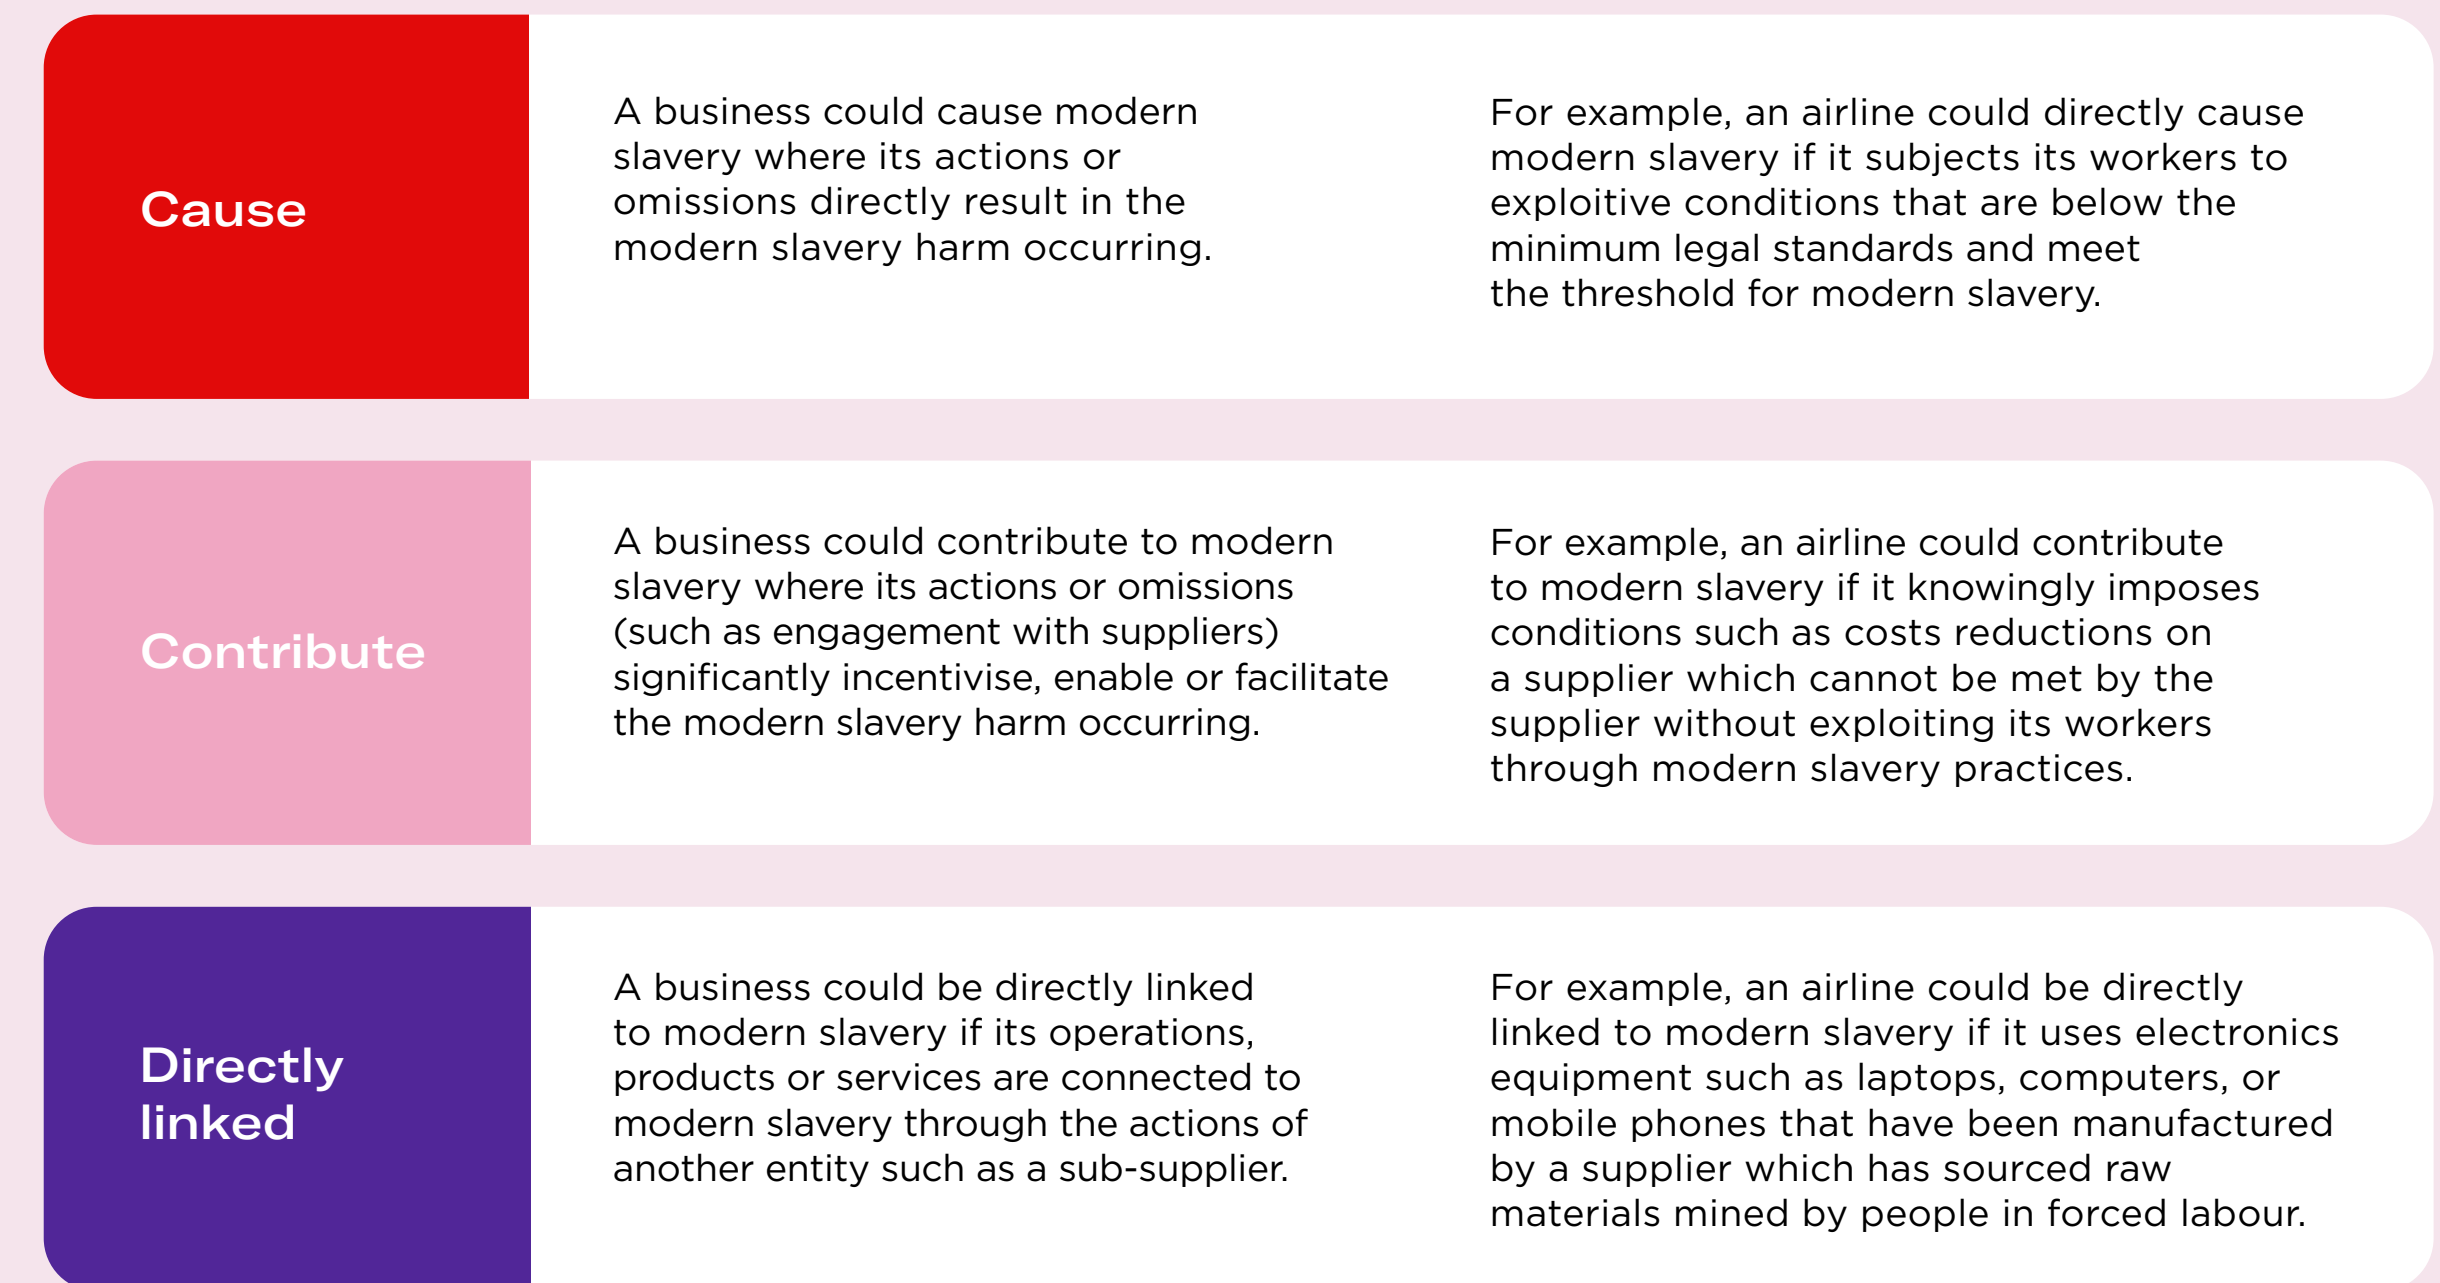 Cause
A business could cause modern
slavery where its actions or
omissions directly result in the
modern slavery harm occurring.
For example, an airline could directly cause
modern slavery if it subjects its workers to
exploitive conditions that are below the
minimum legal standards and meet
the threshold for modern slavery.
Contribute
A business could contribute to modern
slavery where its actions or omissions
(such as engagement with suppliers)
significantly incentivise, enable or facilitate
the modern slavery harm occurring.
For example, an airline could contribute
to modern slavery if it knowingly imposes
conditions such as costs reductions on
a supplier which cannot be met by the
supplier without exploiting its workers
through modern slavery practices.
Directly
linked
A business could be directly linked
to modern slavery if its operations,
products or services are connected to
modern slavery through the actions of
another entity such as a sub-supplier.
For example, an airline could be directly
linked to modern slavery if it uses electronics
equipment such as laptops, computers, or
mobile phones that have been manufactured
by a supplier which has sourced raw
materials mined by people in forced labour.